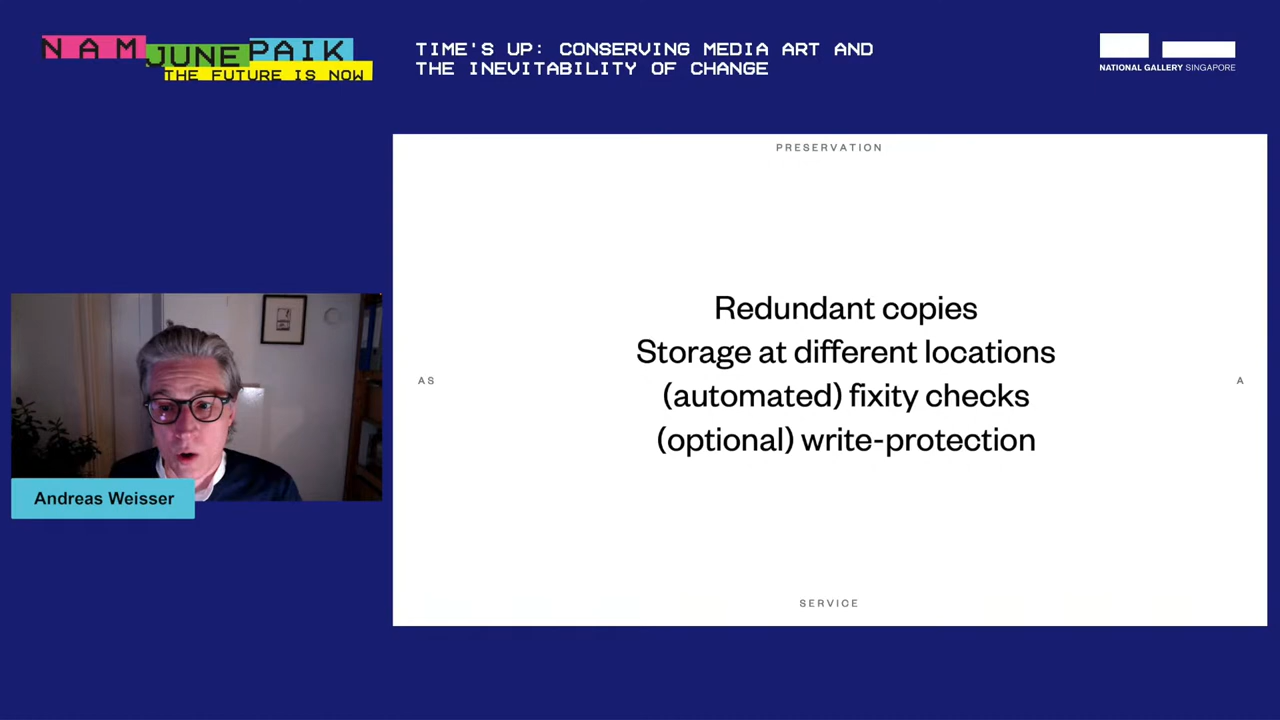 NAM JUNE PAIK
THE FUTURE IS NOW
TIME'S UP: CONSERVING MEDIA ART AND
THE INEVITABILITY OF CHANGE
NATIONAL GALLERY SINGAPORE
PRESERVATION
Redundant copies
Storage at different locations
(automated) fixity checks
(optional) write-protection
AS
A
SERVICE
Andreas Weisser